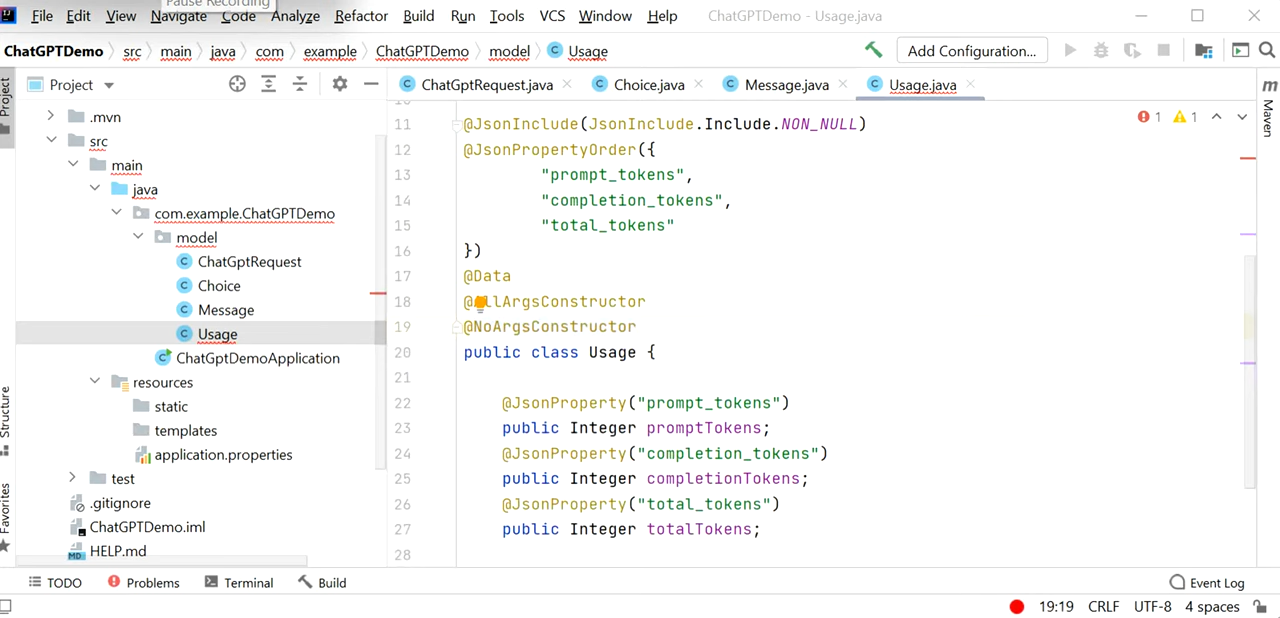 Pause Recording
File Edit View Navigate Code Analyze Refactor Build Run Tools VCS Window Help ChatGPTDemo - Usage.java
ChatGPTDemo src main java com example ChatGPTDemo model Usage Add Configuration...
Project ChatGptRequest.java Choice.java Message.java Usage.java
Project
Maven
Structure
Favorites
.mvn
src
main
java
com.example.ChatGPTDemo
model
ChatGptRequest
Choice
Message
Usage
ChatGptDemoApplication
resources
static
templates
application.properties
test
.gitignore
ChatGPTDemo.iml
HELP.md
1 1
11 @JsonInclude(JsonInclude.Include.NON_NULL)
12 @JsonPropertyOrder({
13 "prompt_tokens",
14 "completion_tokens",
15 "total_tokens"
16 })
17 @Data
18 @AllArgsConstructor
19 @NoArgsConstructor
20 public class Usage {
21
22 @JsonProperty("prompt_tokens")
23 public Integer promptTokens;
24 @JsonProperty("completion_tokens")
25 public Integer completionTokens;
26 @JsonProperty("total_tokens")
27 public Integer totalTokens;
28
TODO Problems Terminal Build Event Log
19:19 CRLF UTF-8 4 spaces